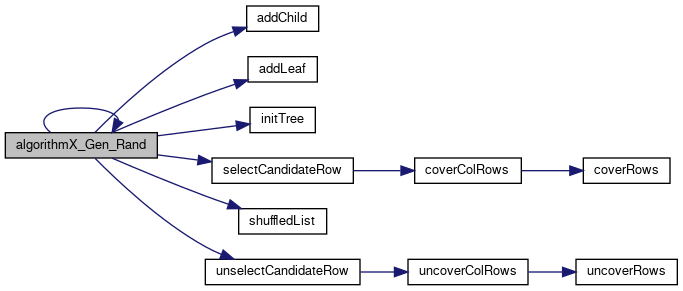 addChild
addLeaf
initTree
algorithmX_Gen_Rand
selectCandidateRow
coverColRows
coverRows
shuffledList
unselectCandidateRow
uncoverColRows
uncoverRows